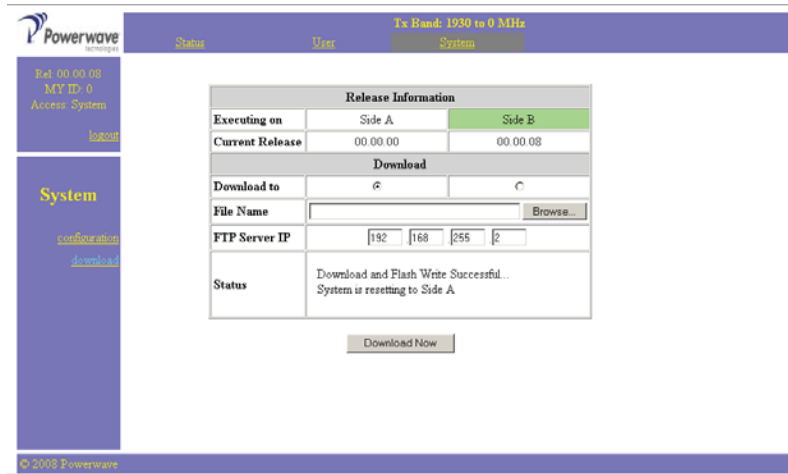 Powerwave
tecnologies
Tx Band: 1930 to 0 MHz
Status User System
Rel: 00.00.08
MY ID: 0
Access: System
logout
System
configuration
download
Release Information
Executing on Side A Side B
Current Release 00.00.00 00.00.08
Download
Download to
File Name Browse...
FTP Server IP 192 .168 .255 .2
Status Download and Flash Write Successful...
System is resetting to Side A
Download Now
© 2008 Powerwave